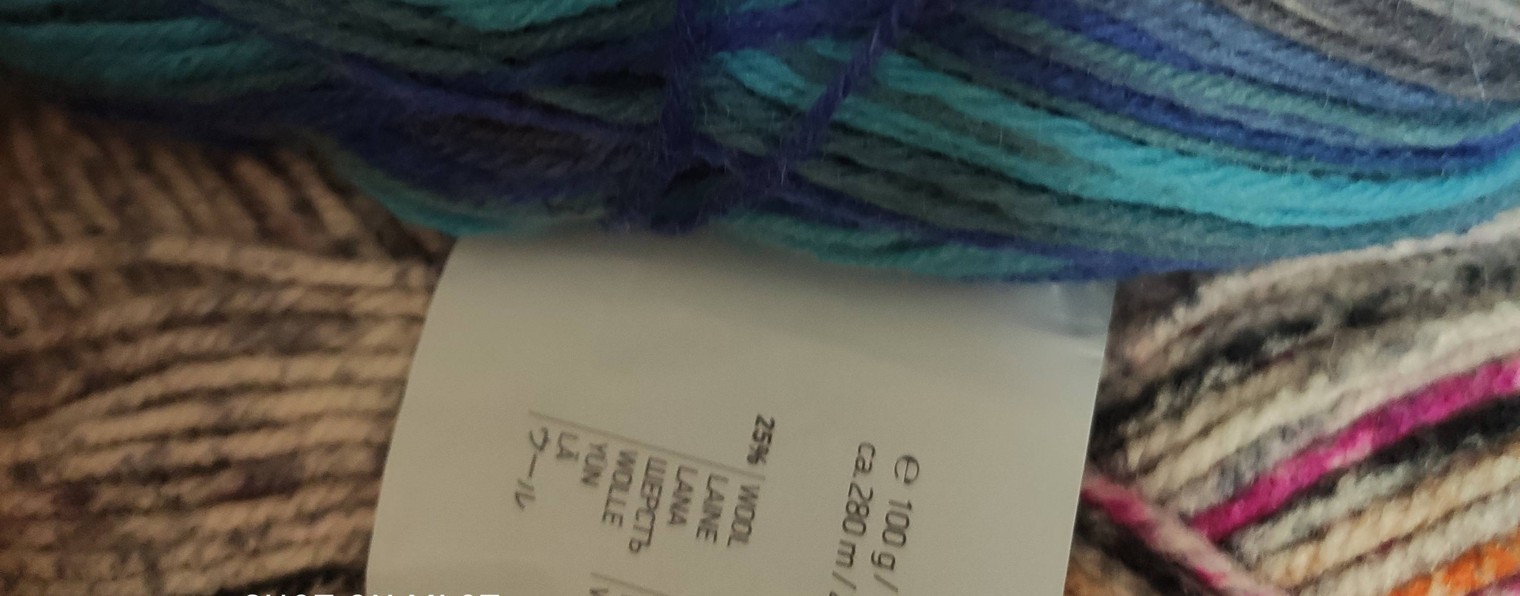 e 100 g /
ca. 280 m /
25% | WOOL
LAINE
LANA
ШЕРСТЬ
WOLLE
YÜN
LÃ
ウール